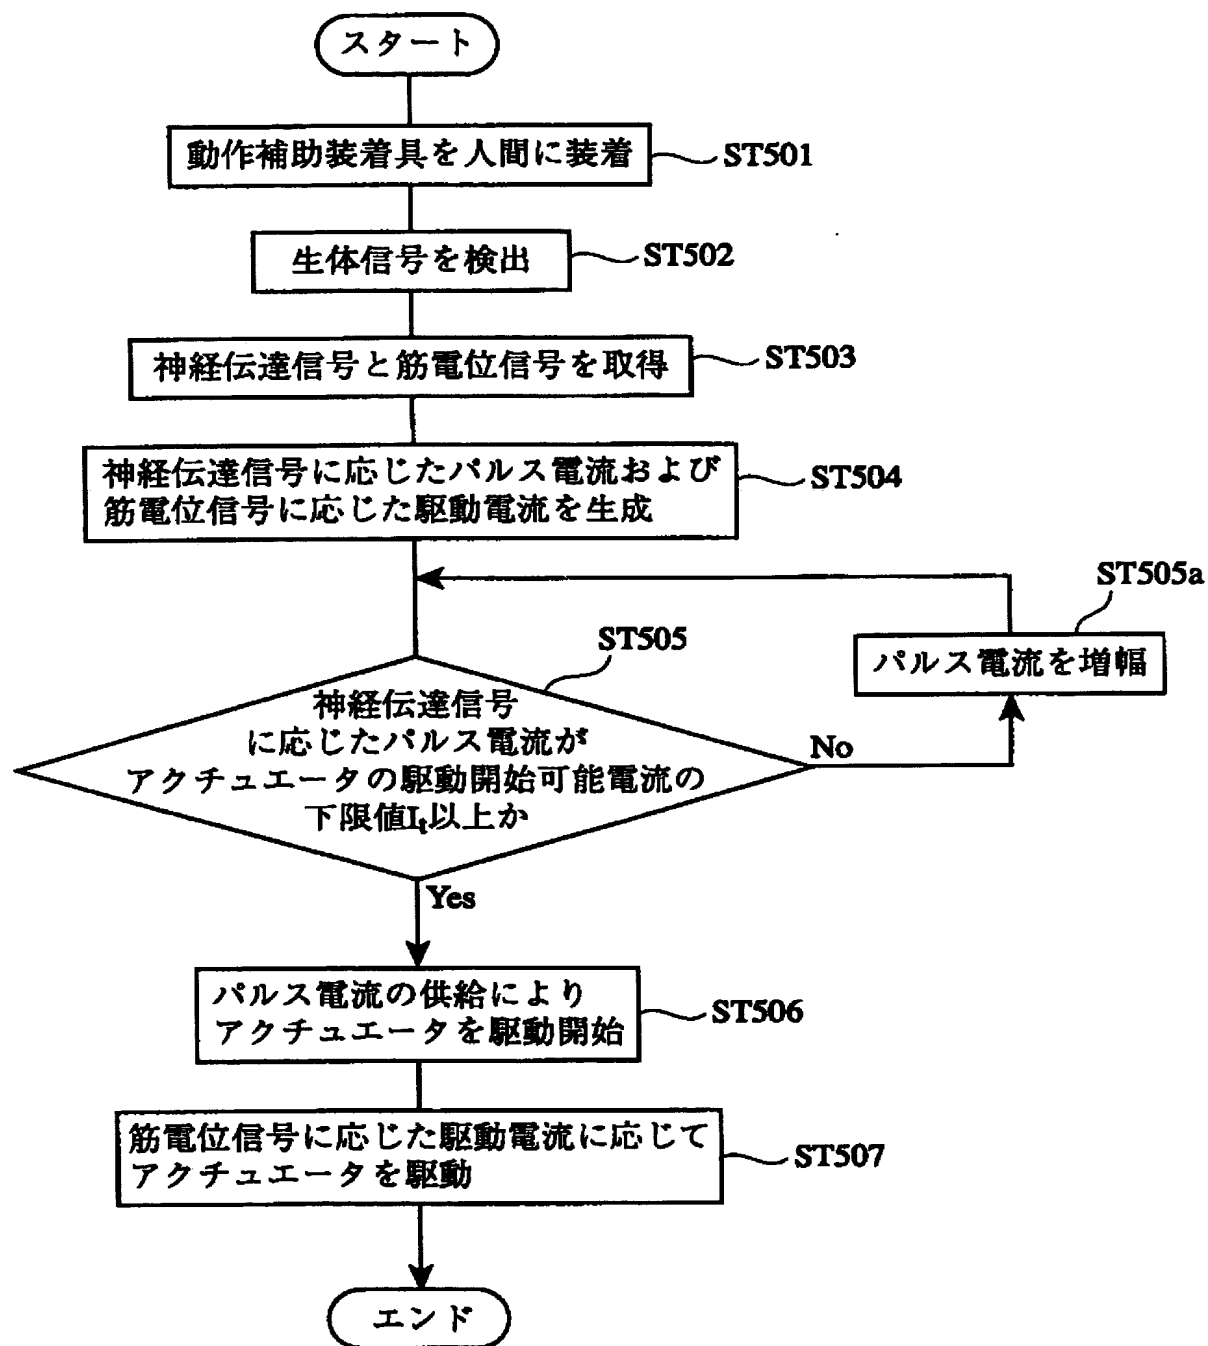 スタート
動作補助装着具を人間に装着
ST501
生体信号を検出
ST502
神経伝達信号と筋電位信号を取得
ST503
神経伝達信号に応じたパルス電流および
筋電位信号に応じた駆動電流を生成
ST504
ST505a
パルス電流を増幅
ST505
神経伝達信号
に応じたパルス電流が
アクチュエータの駆動開始可能電流の
下限値It以上か
No
Yes
パルス電流の供給により
アクチュエータを駆動開始
ST506
筋電位信号に応じた駆動電流に応じて
アクチュエータを駆動
ST507
エンド